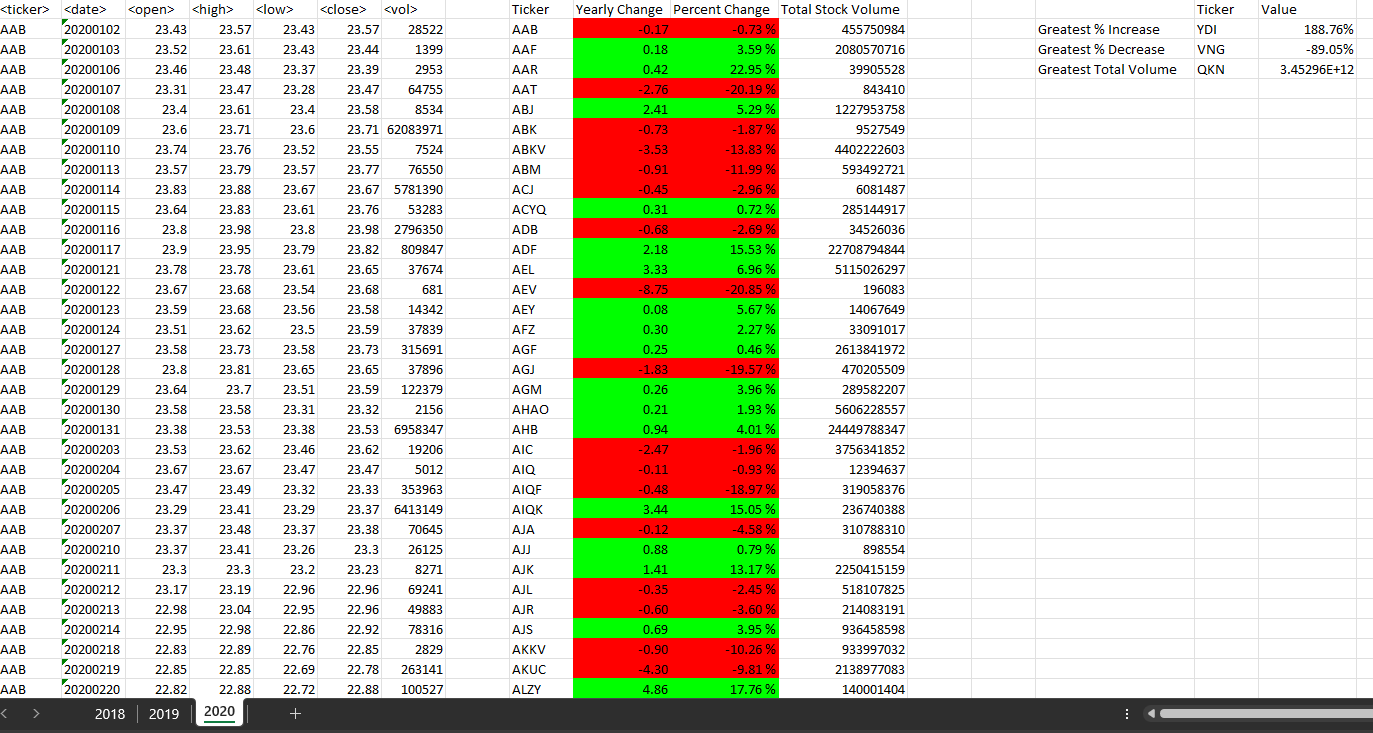 <ticker> <date> <open> <high> <low> <close> <vol> Ticker Yearly Change Percent Change Total Stock Volume Ticker Value
AAB 20200102 23.43 23.57 23.43 23.57 28522 AAB -0.17 -0.73 % 455750984 Greatest % Increase YDI 188.76%
AAB 20200103 23.52 23.61 23.43 23.44 1399 AAF 0.18 3.59 % 2080570716 Greatest % Decrease VNG -89.05%
AAB 20200106 23.46 23.48 23.37 23.39 2953 AAR 0.42 22.95 % 39905528 Greatest Total Volume QKN 3.45296E+12
AAB 20200107 23.31 23.47 23.28 23.47 64755 AAT -2.76 -20.19 % 843410
AAB 20200108 23.4 23.61 23.4 23.58 8534 ABJ 2.41 5.29 % 1227953758
AAB 20200109 23.6 23.71 23.6 23.71 62083971 ABK -0.73 -1.87 % 9527549
AAB 20200110 23.74 23.76 23.52 23.55 7524 ABKV -3.53 -13.83 % 4402222603
AAB 20200113 23.57 23.79 23.57 23.77 76550 ABM -0.91 -11.99 % 593492721
AAB 20200114 23.83 23.88 23.67 23.67 5781390 ACJ -0.45 -2.96 % 6081487
AAB 20200115 23.64 23.83 23.61 23.76 53283 ACYQ 0.31 0.72 % 285144917
AAB 20200116 23.8 23.98 23.8 23.98 2796350 ADB -0.68 -2.69 % 34526036
AAB 20200117 23.9 23.95 23.79 23.82 809847 ADF 2.18 15.53 % 22708794844
AAB 20200121 23.78 23.78 23.61 23.65 37674 AEL 3.33 6.96 % 5115026297
AAB 20200122 23.67 23.68 23.54 23.68 681 AEV -8.75 -20.85 % 196083
AAB 20200123 23.59 23.68 23.56 23.58 14342 AEY 0.08 5.67 % 14067649
AAB 20200124 23.51 23.62 23.5 23.59 37839 AFZ 0.30 2.27 % 33091017
AAB 20200127 23.58 23.73 23.58 23.73 315691 AGF 0.25 0.46 % 2613841972
AAB 20200128 23.8 23.81 23.65 23.65 37896 AGJ -1.83 -19.57 % 470205509
AAB 20200129 23.64 23.7 23.51 23.59 122379 AGM 0.26 3.96 % 289582207
AAB 20200130 23.58 23.58 23.31 23.32 2156 AHAO 0.21 1.93 % 5606228557
AAB 20200131 23.38 23.53 23.38 23.53 6958347 AHB 0.94 4.01 % 24449788347
AAB 20200203 23.53 23.62 23.46 23.62 19206 AIC -2.47 -1.96 % 3756341852
AAB 20200204 23.67 23.67 23.47 23.47 5012 AIQ -0.11 -0.93 % 12394637
AAB 20200205 23.47 23.49 23.32 23.33 353963 AIQF -0.48 -18.97 % 319058376
AAB 20200206 23.29 23.41 23.29 23.37 6413149 AIQK 3.44 15.05 % 236740388
AAB 20200207 23.37 23.48 23.37 23.38 70645 AJA -0.12 -4.58 % 310788310
AAB 20200210 23.37 23.41 23.26 23.3 26125 AJJ 0.88 0.79 % 898554
AAB 20200211 23.3 23.3 23.2 23.23 8271 AJK 1.41 13.17 % 2250415159
AAB 20200212 23.17 23.19 22.96 22.96 69241 AJL -0.35 -2.45 % 518107825
AAB 20200213 22.98 23.04 22.95 22.96 49883 AJR -0.60 -3.60 % 214083191
AAB 20200214 22.95 22.98 22.86 22.92 78316 AJS 0.69 3.95 % 936458598
AAB 20200218 22.83 22.89 22.76 22.85 2829 AKKV -0.90 -10.26 % 933997032
AAB 20200219 22.85 22.85 22.69 22.78 263141 AKUC -4.30 -9.81 % 2138977083
AAB 20200220 22.82 22.88 22.72 22.88 100527 ALZY 4.86 17.76 % 140001404
2018 2019 2020